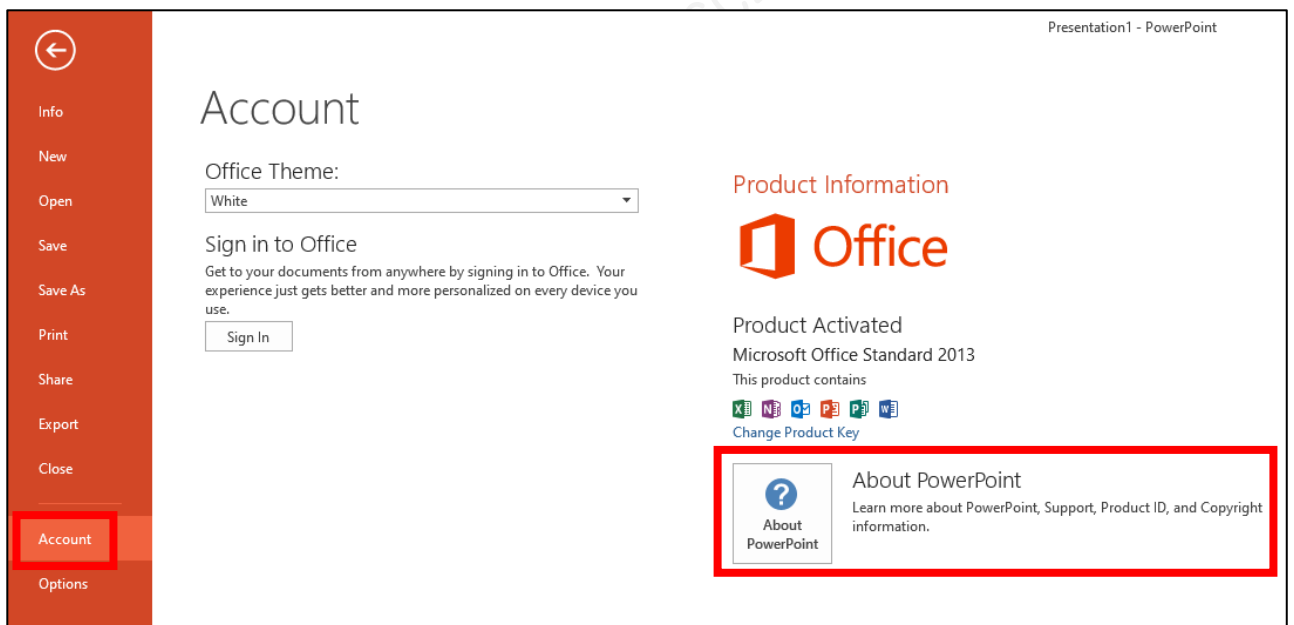 Presentation1 - PowerPoint
Info
New
Open
Save
Save As
Print
Share
Export
Close
Account
Options
Account
Office Theme:
White
Sign in to Office
Get to your documents from anywhere by signing in to Office. Your
experience just gets better and more personalized on every device you
use.
Sign In
Product Information
Office
Product Activated
Microsoft Office Standard 2013
This product contains
Change Product Key
About
PowerPoint
About PowerPoint
Learn more about PowerPoint, Support, Product ID, and Copyright
information.